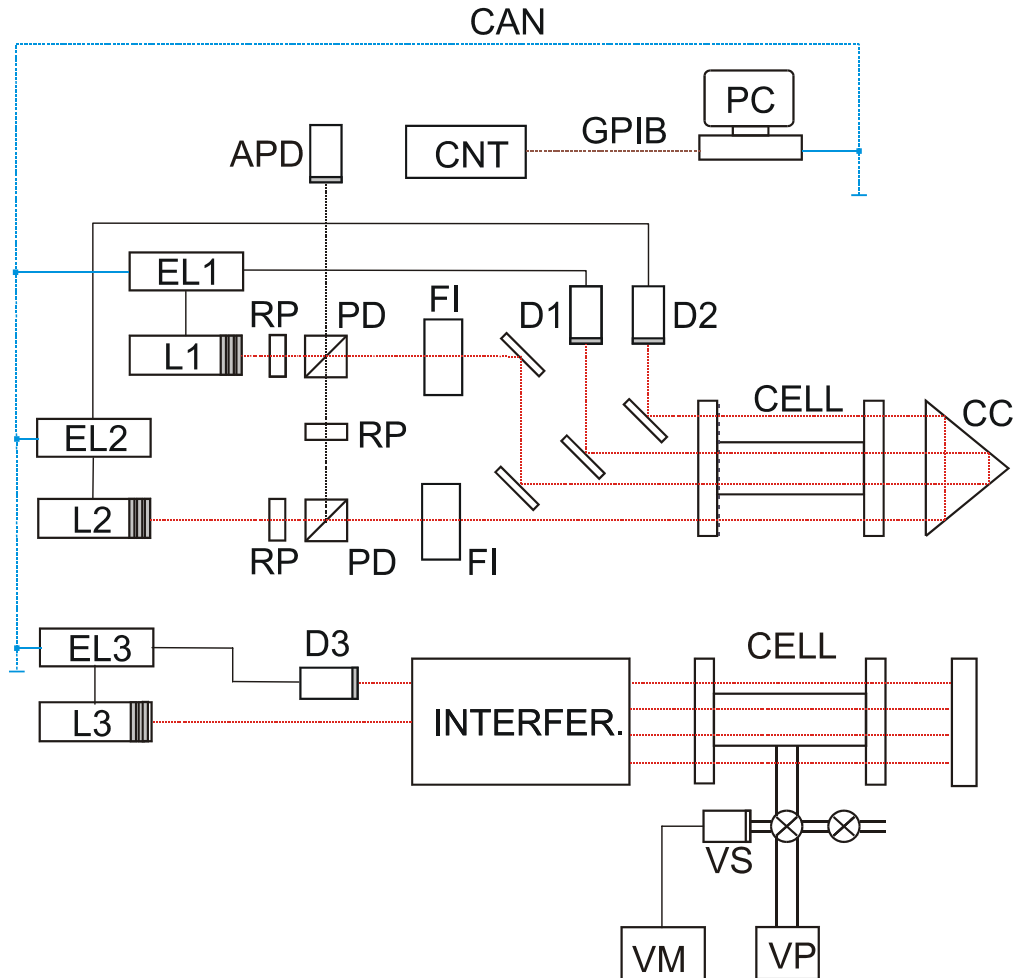 CAN
PC
APD
CNT
GPIB
EL1
FI
D1
D2
RP
PD
L1
CELL
CC
EL2
RP
L2
RP
PD
FI
EL3
D3
CELL
L3
INTERFER.
VS
VM
VP